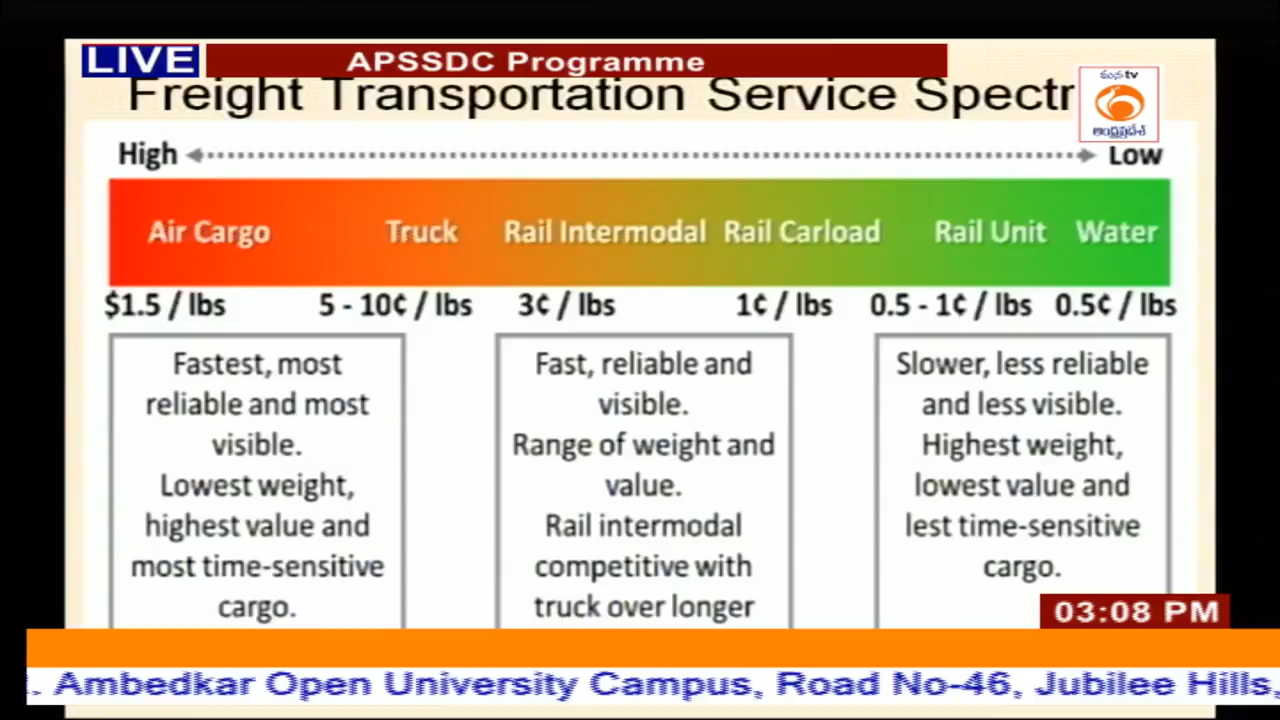 LIVE
APSSDC Programme
Freight Transportation Service Spectr
మన tv
ఆంధ్రప్రదేశ్
High
Low
Air Cargo
Truck
Rail Intermodal
Rail Carload
Rail Unit
Water
$1.5 / lbs
5 - 10¢ / lbs
3¢ / lbs
1¢ / lbs
0.5 - 1¢ / lbs
0.5¢ / lbs
Fastest, most
reliable and most
visible.
Lowest weight,
highest value and
most time-sensitive
cargo.
Fast, reliable and
visible.
Range of weight and
value.
Rail intermodal
competitive with
truck over longer
Slower, less reliable
and less visible.
Highest weight,
lowest value and
lest time-sensitive
cargo.
03:08 PM
. Ambedkar Open University Campus, Road No-46, Jubilee Hills,